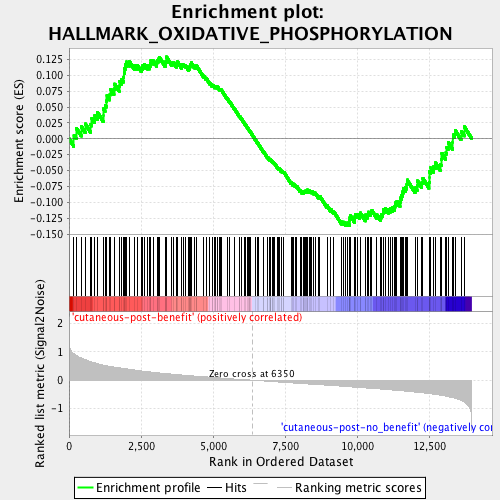 Enrichment plot:
HALLMARK_OXIDATIVE_PHOSPHORYLATION
Enrichment score (ES)
0.125
0.100
0.075
0.050
0.025
0.000
-0.025
-0.050
-0.075
-0.100
-0.125
-0.150
'cutaneous-post-benefit' (positively correlated)
Ranked list metric (Signal2Noise)
2
1
0
-1
Zero cross at 6350
'cutaneous-post-no_benefit' (negatively cor
0
2,500
5,000
7,500
10,000
12,500
Rank in Ordered Dataset
Enrichment profile
Hits
Ranking metric scores